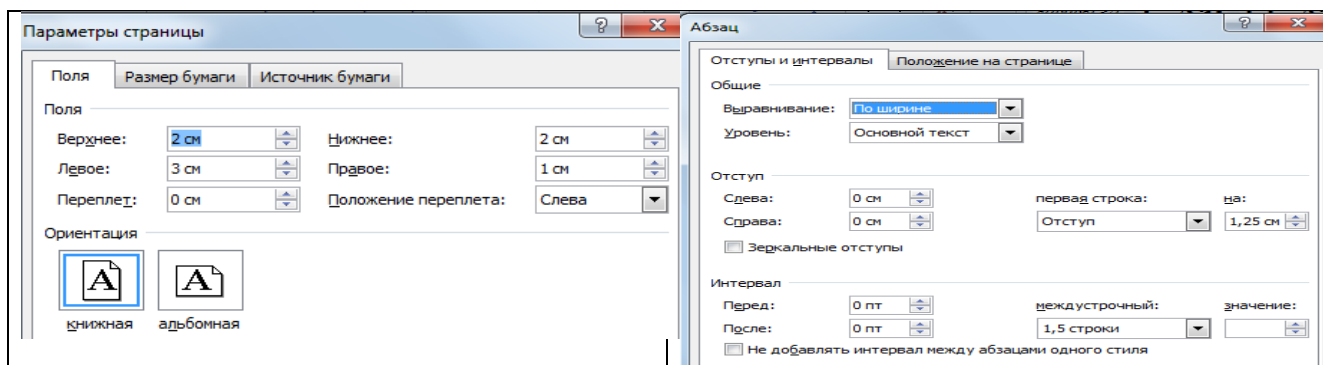 Параметры страницы
Поля Размер бумаги Источник бумаги
Поля
Верхнее: 2 см Нижнее: 2 см
Левое: 3 см Правое: 1 см
Переплет: 0 см Положение переплета: Слева
Ориентация
A A
книжная альбомная
Абзац
Отступы и интервалы Положение на странице
Общие
Выравнивание: По ширине
Уровень: Основной текст
Отступ
Слева: 0 см первая строка: на:
Справа: 0 см Отступ 1,25 см
Зеркальные отступы
Интервал
Перед: 0 пт междустрочный: значение:
После: 0 пт 1,5 строки
Не добавлять интервал между абзацами одного стиля